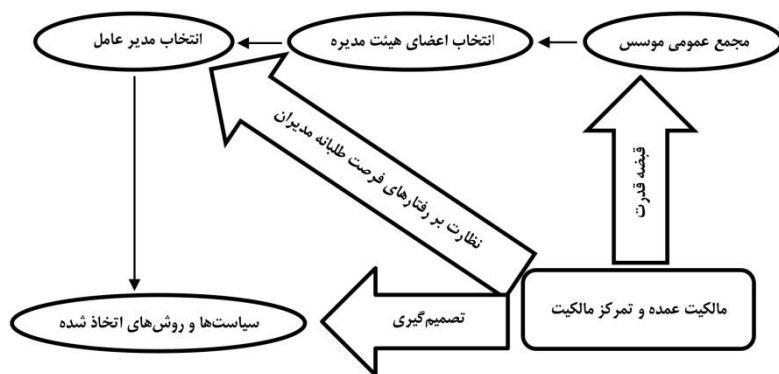 مجمع عمومی موسس
انتخاب اعضای هیئت مدیره
انتخاب مدیر عامل
قبضه قدرت
نظارت بر رفتارهای فرصت طلبانه مدیران
مالکیت عمده و تمرکز مالکیت
تصمیم‌گیری
سیاست‌ها و روش‌های اتخاذ شده